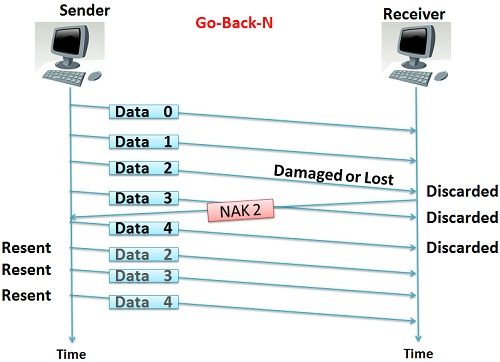 Sender
Go-Back-N
Receiver
Data 0
Data 1
Data 2
Damaged or Lost
Data 3
Discarded
NAK 2
Discarded
Data 4
Discarded
Resent
Data 2
Resent
Data 3
Resent
Data 4
Time
Time